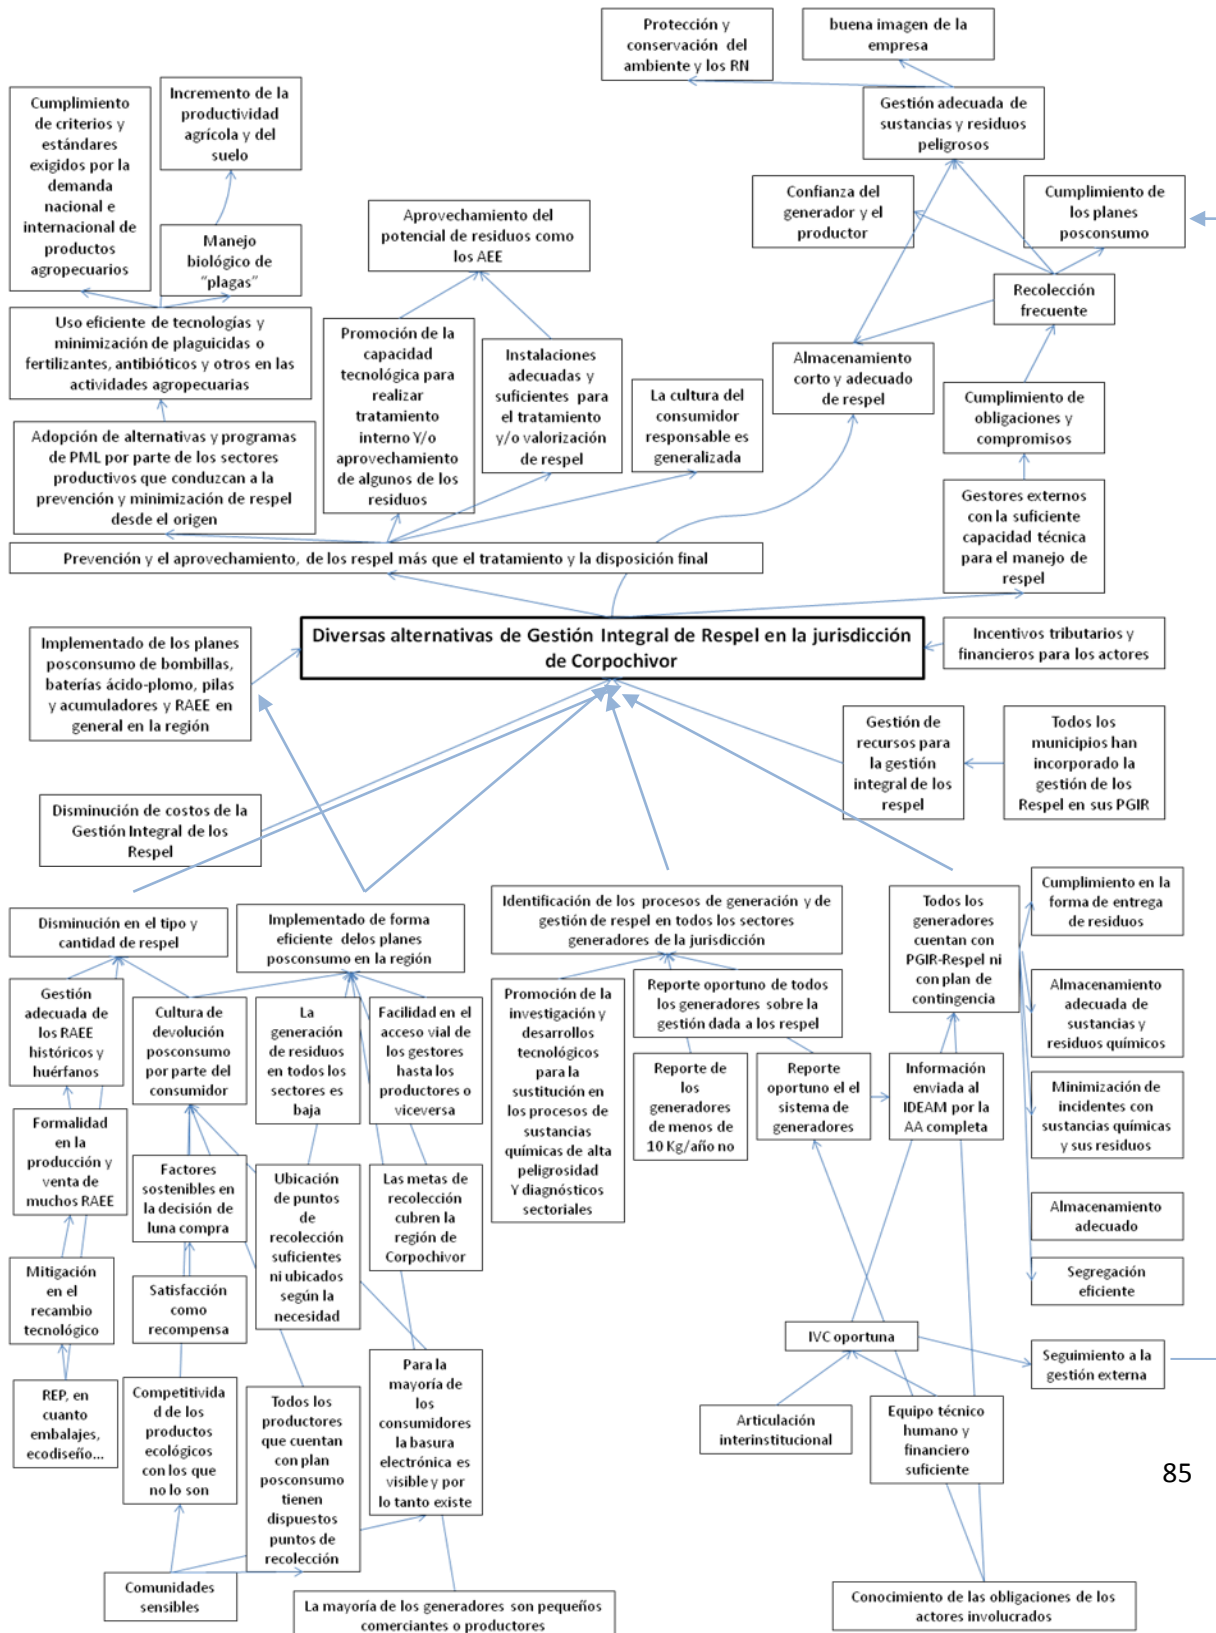 Protección y
conservación del
ambiente y los RN
buena imagen de la
empresa
Cumplimiento
de criterios y
estándares
exigidos por la
demanda
nacional e
internacional de
productos
agropecuarios
Incremento de la
productividad
agrícola y del
suelo
Gestión adecuada de
sustancias y residuos
peligrosos
Confianza del
generador y el
productor
Cumplimiento de
los planes
posconsumo
Aprovechamiento del
potencial de residuos como
los AEE
Manejo
biológico de
"plagas"
Recolección
frecuente
Uso eficiente de tecnologías y
minimización de plaguicidas o
fertilizantes, antibióticos y otros en las
actividades agropecuarias
Promoción de la
capacidad
tecnológica para
realizar
tratamiento
interno Y/o
aprovechamiento
de algunos de los
residuos
Instalaciones
adecuadas y
suficientes para
el tratamiento
y/o valorización
de respel
La cultura del
consumidor
responsable es
generalizada
Almacenamiento
corto y adecuado
de respel
Cumplimiento de
obligaciones y
compromisos
Adopción de alternativas y programas
de PML por parte de los sectores
productivos que conduzcan a la
prevención y minimización de respel
desde el origen
Gestores externos
con la suficiente
capacidad técnica
para el manejo de
respel
Prevención y el aprovechamiento, de los respel más que el tratamiento y la disposición final
Diversas alternativas de Gestión Integral de Respel en la jurisdicción
de Corpochivor
Implementado de los planes
posconsumo de bombillas,
baterías ácido-plomo, pilas
y acumuladores y RAEE en
general en la región
Incentivos tributarios y
financieros para los actores
Gestión de
recursos para
la gestión
integral de los
respel
Todos los
municipios han
incorporado la
gestión de los
Respel en sus PGIR
Disminución de costos de la
Gestión Integral de los
Respel
Disminución en el tipo y
cantidad de respel
Implementado de forma
eficiente delos planes
posconsumo en la región
Identificación de los procesos de generación y de
gestión de respel en todos los sectores
generadores de la jurisdicción
Todos los
generadores
cuentan con
PGIR-Respel ni
con plan de
contingencia
Cumplimiento en la
forma de entrega
de residuos
Gestión
adecuada de
los RAEE
históricos y
huérfanos
Cultura de
devolución
posconsumo
por parte del
consumidor
La
generación
de residuos
en todos los
sectores es
baja
Facilidad en el
acceso vial de
los gestores
hasta los
productores o
viceversa
Promoción de la
investigación y
desarrollos
tecnológicos
para la
sustitución en
los procesos de
sustancias
químicas de alta
peligrosidad
Y diagnósticos
sectoriales
Reporte oportuno de todos
los generadores sobre la
gestión dada a los respel
Almacenamiento
adecuada de
sustancias y
residuos químicos
Reporte de
los
generadores
de menos de
10 Kg/año no
Reporte
oportuno el el
sistema de
generadores
Información
enviada al
IDEAM por la
AA completa
Minimización de
incidentes con
sustancias químicas
y sus residuos
Formalidad
en la
producción y
venta de
muchos RAEE
Factores
sostenibles en
la decisión de
luna compra
Ubicación
de puntos
de
recolección
suficientes
ni ubicados
según la
necesidad
Las metas de
recolección
cubren la
región de
Corpochivor
Almacenamiento
adecuado
Mitigación
en el
recambio
tecnológico
Satisfacción
como
recompensa
Segregación
eficiente
IVC oportuna
Seguimiento a la
gestión externa
REP, en
cuanto
embalajes,
ecodiseño...
Competitivida
d de los
productos
ecológicos
con los que
no lo son
Todos los
productores
que cuentan
con plan
posconsumo
tienen
dispuestos
puntos de
recolección
Para la
mayoría de
los
consumidores
la basura
electrónica es
visible y por
lo tanto existe
Articulación
interinstitucional
Equipo técnico
humano y
financiero
suficiente
85
Comunidades
sensibles
La mayoría de los generadores son pequeños
comerciantes o productores
Conocimiento de las obligaciones de los
actores involucrados